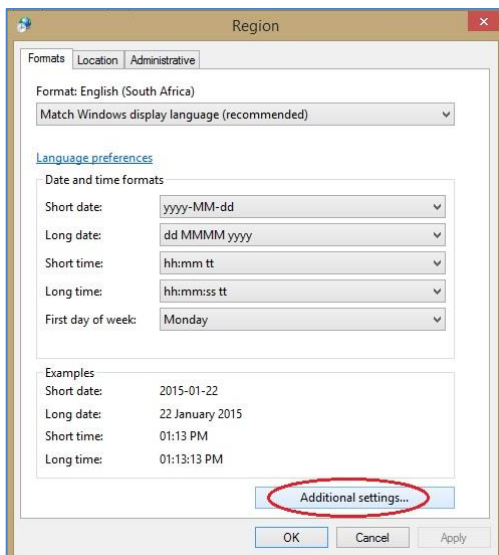 Region
Formats Location Administrative
Format: English (South Africa)
Match Windows display language (recommended)
Language preferences
Date and time formats
Short date: yyyy-MM-dd
Long date: dd MMMM yyyy
Short time: hh:mm tt
Long time: hh:mm:ss tt
First day of week: Monday
Examples
Short date: 2015-01-22
Long date: 22 January 2015
Short time: 01:13 PM
Long time: 01:13:13 PM
Additional settings...
OK Cancel Apply